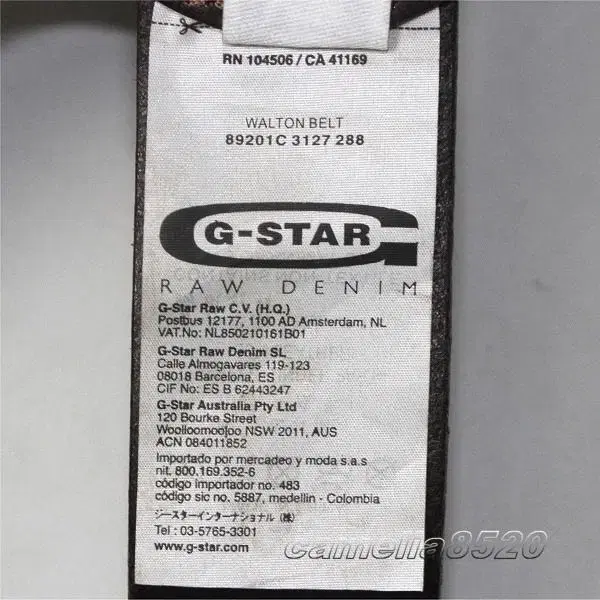 RN 104506 / CA 41169
WALTON BELT
89201C 3127 288
G-STAR
RAW DENIM
G-Star Raw C.V. (H.Q.)
Postbus 12177, 1100 AD Amsterdam, NL
VAT.No: NL850210161B01
G-Star Raw Denim SL
Calle Almogavares 119-123
08018 Barcelona, ES
CIF No: ES B 62443247
G-Star Australia Pty Ltd
120 Bourke Street
Woolloomooloo NSW 2011, AUS
ACN 084011852
Importado por mercadeo y moda s.a.s
nit. 800.169.352-6
código importador no. 483
código sic no. 5887, medellin - Colombia
ジースターインターナショナル (株)
Tel : 03-5765-3301
www.g-star.com
camella8520